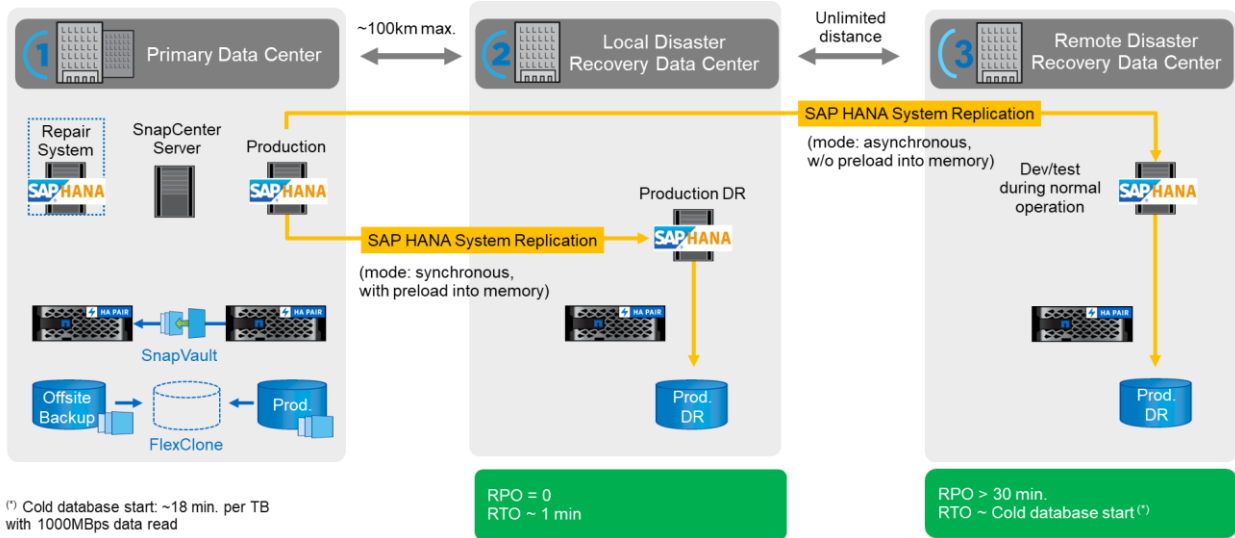 1
Primary Data Center
~100km max.
2
Local Disaster
Recovery Data Center
Unlimited
distance
3
Remote Disaster
Recovery Data Center
Repair
System
SAP HANA
SnapCenter
Server
Production
SAP HANA
SAP HANA System Replication
(mode: asynchronous,
w/o preload into memory)
Dev/test
during normal
operation
SAP HANA
Production DR
SAP HANA
SAP HANA System Replication
(mode: synchronous,
with preload into memory)
HA PAIR
SnapVault
HA PAIR
HA PAIR
HA PAIR
Offsite
Backup
FlexClone
Prod.
Prod.
DR
Prod.
DR
(*) Cold database start: ~18 min. per TB
with 1000MBps data read
RPO = 0
RTO ~ 1 min
RPO > 30 min.
RTO ~ Cold database start (*)